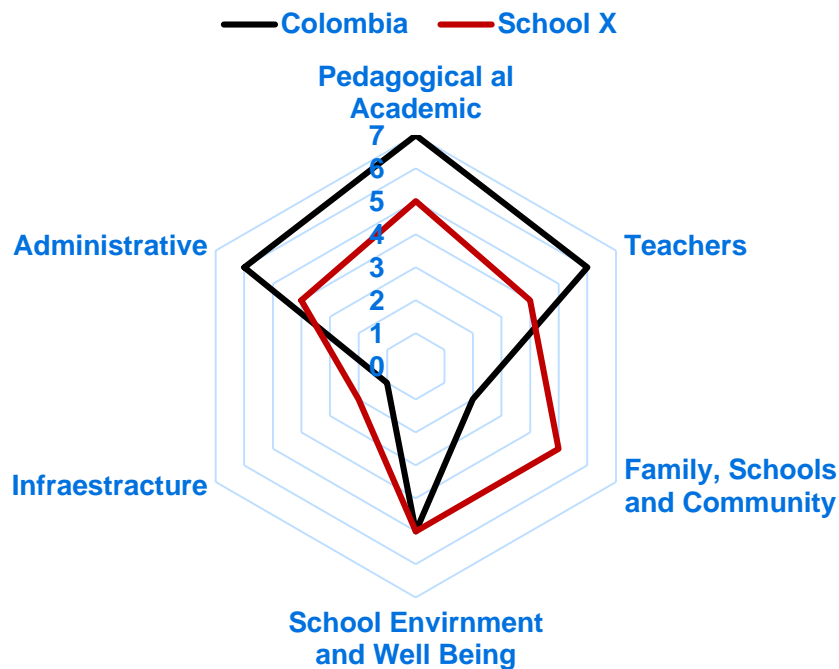 Colombia School X
Pedagogical al
Academic
7
6
5
4
3
2
1
0
Administrative
Teachers
Infraestracture
Family, Schools
and Community
School Envirnment
and Well Being